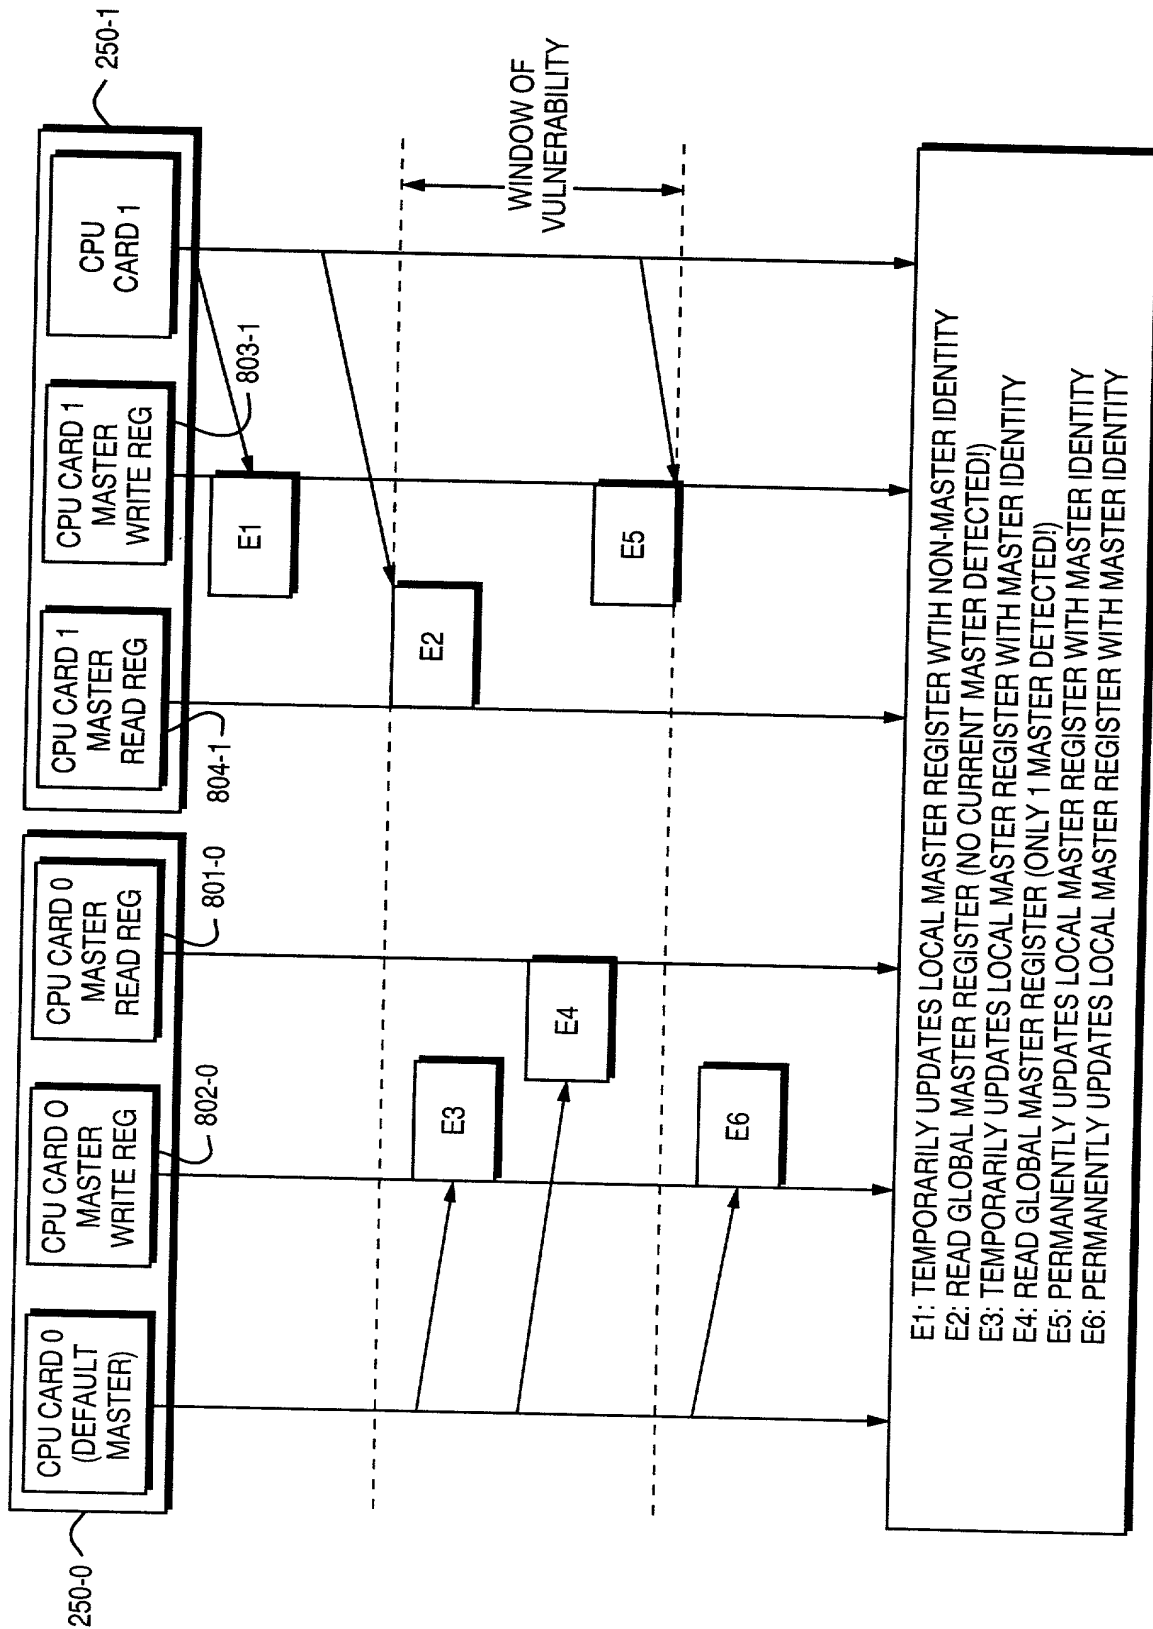 250-0
250-1
CPU CARD 0
(DEFAULT
MASTER)
CPU CARD O
MASTER
WRITE REG
CPU CARD 0
MASTER
READ REG
CPU CARD 1
MASTER
READ REG
CPU CARD 1
MASTER
WRITE REG
CPU
CARD 1
802-0
801-0
804-1
803-1
E1
E2
E3
E4
E5
E6
WINDOW OF
VULNERABILITY
E1: TEMPORARILY UPDATES LOCAL MASTER REGISTER WTIH NON-MASTER IDENTITY
E2: READ GLOBAL MASTER REGISTER (NO CURRENT MASTER DETECTED!)
E3: TEMPORARILY UPDATES LOCAL MASTER REGISTER WITH MASTER IDENTITY
E4: READ GLOBAL MASTER REGISTER (ONLY 1 MASTER DETECTED!)
E5: PERMANENTLY UPDATES LOCAL MASTER REGISTER WITH MASTER IDENTITY
E6: PERMANENTLY UPDATES LOCAL MASTER REGISTER WITH MASTER IDENTITY